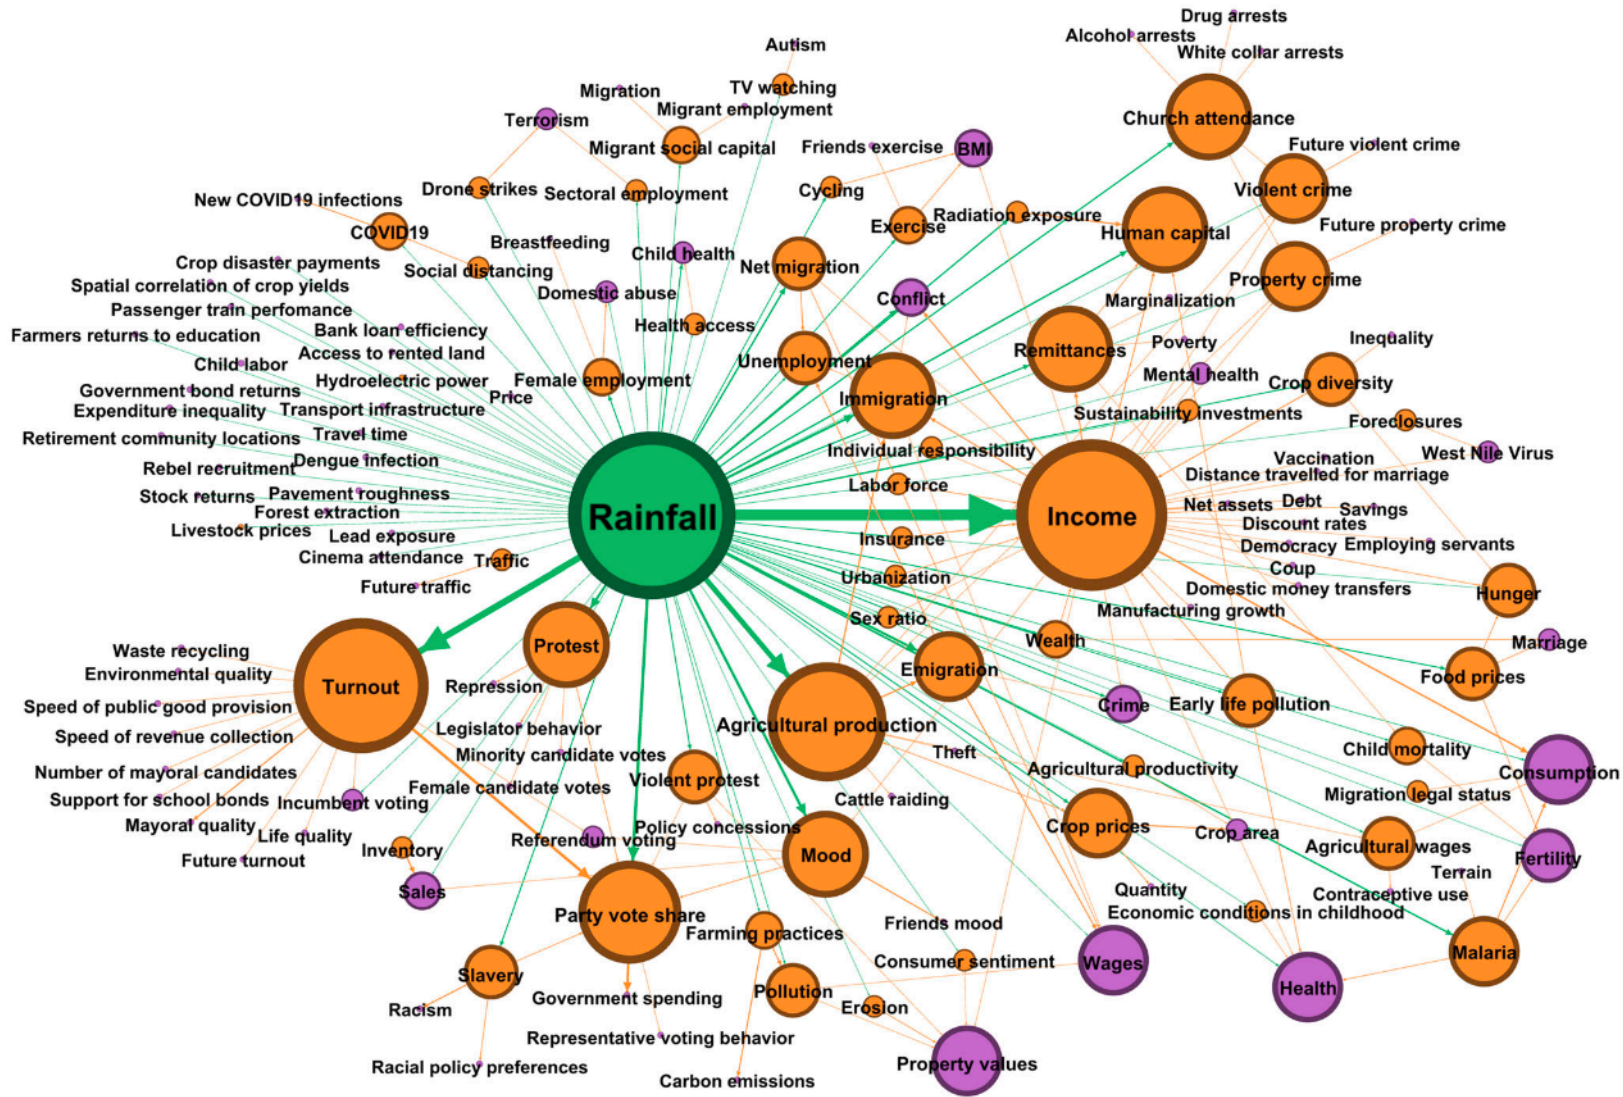 Drug arrests
Alcohol arrests
Autism
White collar arrests
TV watching
Migration
Migrant employment
Terrorism
Church attendance
Migrant social capital
Friends exercise
BMI
Future violent crime
Drone strikes
Sectoral employment
Cycling
Violent crime
New COVID19 infections
Radiation exposure
Exercise
Future property crime
COVID19
Human capital
Breastfeeding
Child health
Crop disaster payments
Social distancing
Net migration
Property crime
Spatial correlation of crop yields
Domestic abuse
Conflict
Marginalization
Passenger train perfomance
Health access
Farmers returns to education
Bank loan efficiency
Inequality
Access to rented land
Remittances
Poverty
Child labor
Unemployment
Mental health
Hydroelectric power
Female employment
Crop diversity
Government bond returns
Price
Immigration
Expenditure inequality
Transport infrastructure
Sustainability investments
Foreclosures
Retirement community locations
Travel time
Individual responsibility
West Nile Virus
Rebel recruitment
Dengue infection
Vaccination
Distance travelled for marriage
Labor force
Stock returns
Pavement roughness
Net assets
Debt
Savings
Forest extraction
Rainfall
Income
Discount rates
Livestock prices
Lead exposure
Insurance
Democracy
Employing servants
Cinema attendance
Traffic
Coup
Urbanization
Future traffic
Domestic money transfers
Hunger
Manufacturing growth
Sex ratio
Protest
Wealth
Marriage
Waste recycling
Emigration
Environmental quality
Food prices
Turnout
Repression
Speed of public good provision
Crime
Early life pollution
Agricultural production
Legislator behavior
Speed of revenue collection
Minority candidate votes
Theft
Child mortality
Number of mayoral candidates
Violent protest
Agricultural productivity
Consumption
Female candidate votes
Support for school bonds
Incumbent voting
Cattle raiding
Migration legal status
Mayoral quality
Life quality
Policy concessions
Crop prices
Crop area
Referendum voting
Future turnout
Inventory
Mood
Agricultural wages
Fertility
Terrain
Sales
Quantity
Contraceptive use
Party vote share
Economic conditions in childhood
Friends mood
Farming practices
Malaria
Consumer sentiment
Wages
Slavery
Health
Government spending
Pollution
Racism
Erosion
Representative voting behavior
Racial policy preferences
Property values
Carbon emissions